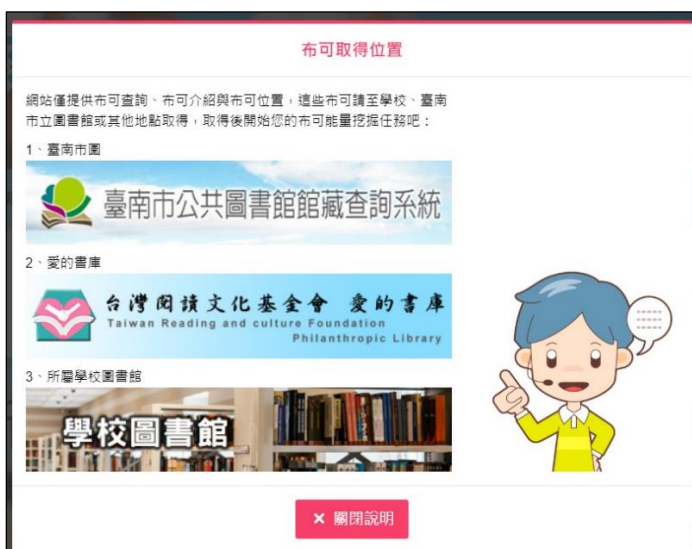 布可取得位置
網站僅提供布可查詢、布可介紹與布可位置，這些布可請至學校、臺南
市立圖書館或其他地點取得，取得後開始您的布可能量挖掘任務吧：
1、臺南市圖
臺南市公共圖書館館藏查詢系統
2、愛的書庫
台灣閱讀文化基金會 愛的書庫
Taiwan Reading and culture Foundation
Philanthropic Library
3、所屬學校圖書館
學校圖書館
× 關閉說明